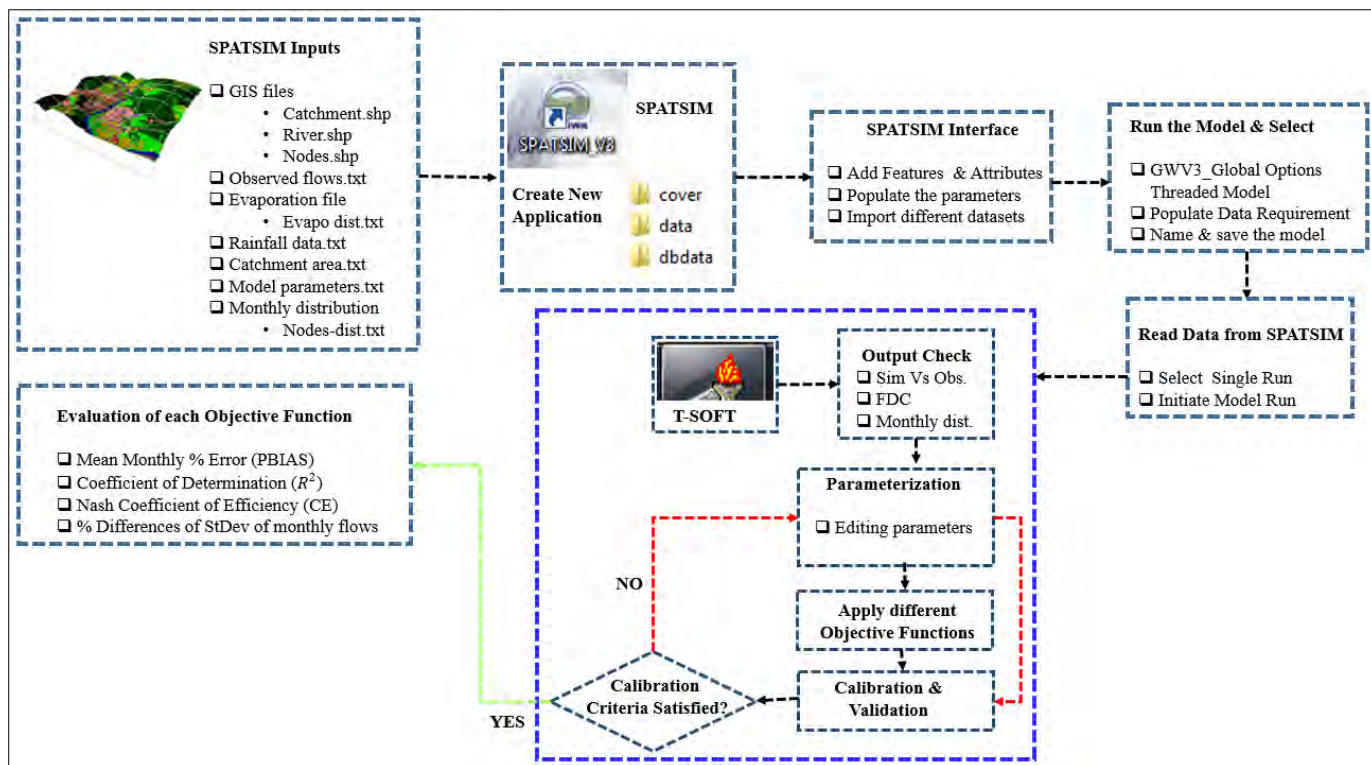 SPATSIM Inputs
GIS files
Catchment.shp
River.shp
Nodes.shp
Observed flows.txt
Evaporation file
Evapo dist.txt
Rainfall data.txt
Catchment area.txt
Model parameters.txt
Monthly distribution
Nodes-dist.txt
SPATSIM_V3
SPATSIM
Create New
Application
cover
data
dbdata
SPATSIM Interface
Add Features & Attributes
Populate the parameters
Import different datasets
Run the Model & Select
GWV3_Global Options
Threaded Model
Populate Data Requirement
Name & save the model
Read Data from SPATSIM
Select Single Run
Initiate Model Run
T-SOFT
Output Check
Sim Vs Obs.
FDC
Monthly dist.
Parameterization
Editing parameters
Apply different
Objective Functions
Calibration &
Validation
Calibration
Criteria Satisfied?
NO
YES
Evaluation of each Objective Function
Mean Monthly % Error (PBIAS)
Coefficient of Determination (R²)
Nash Coefficient of Efficiency (CE)
% Differences of StDev of monthly flows